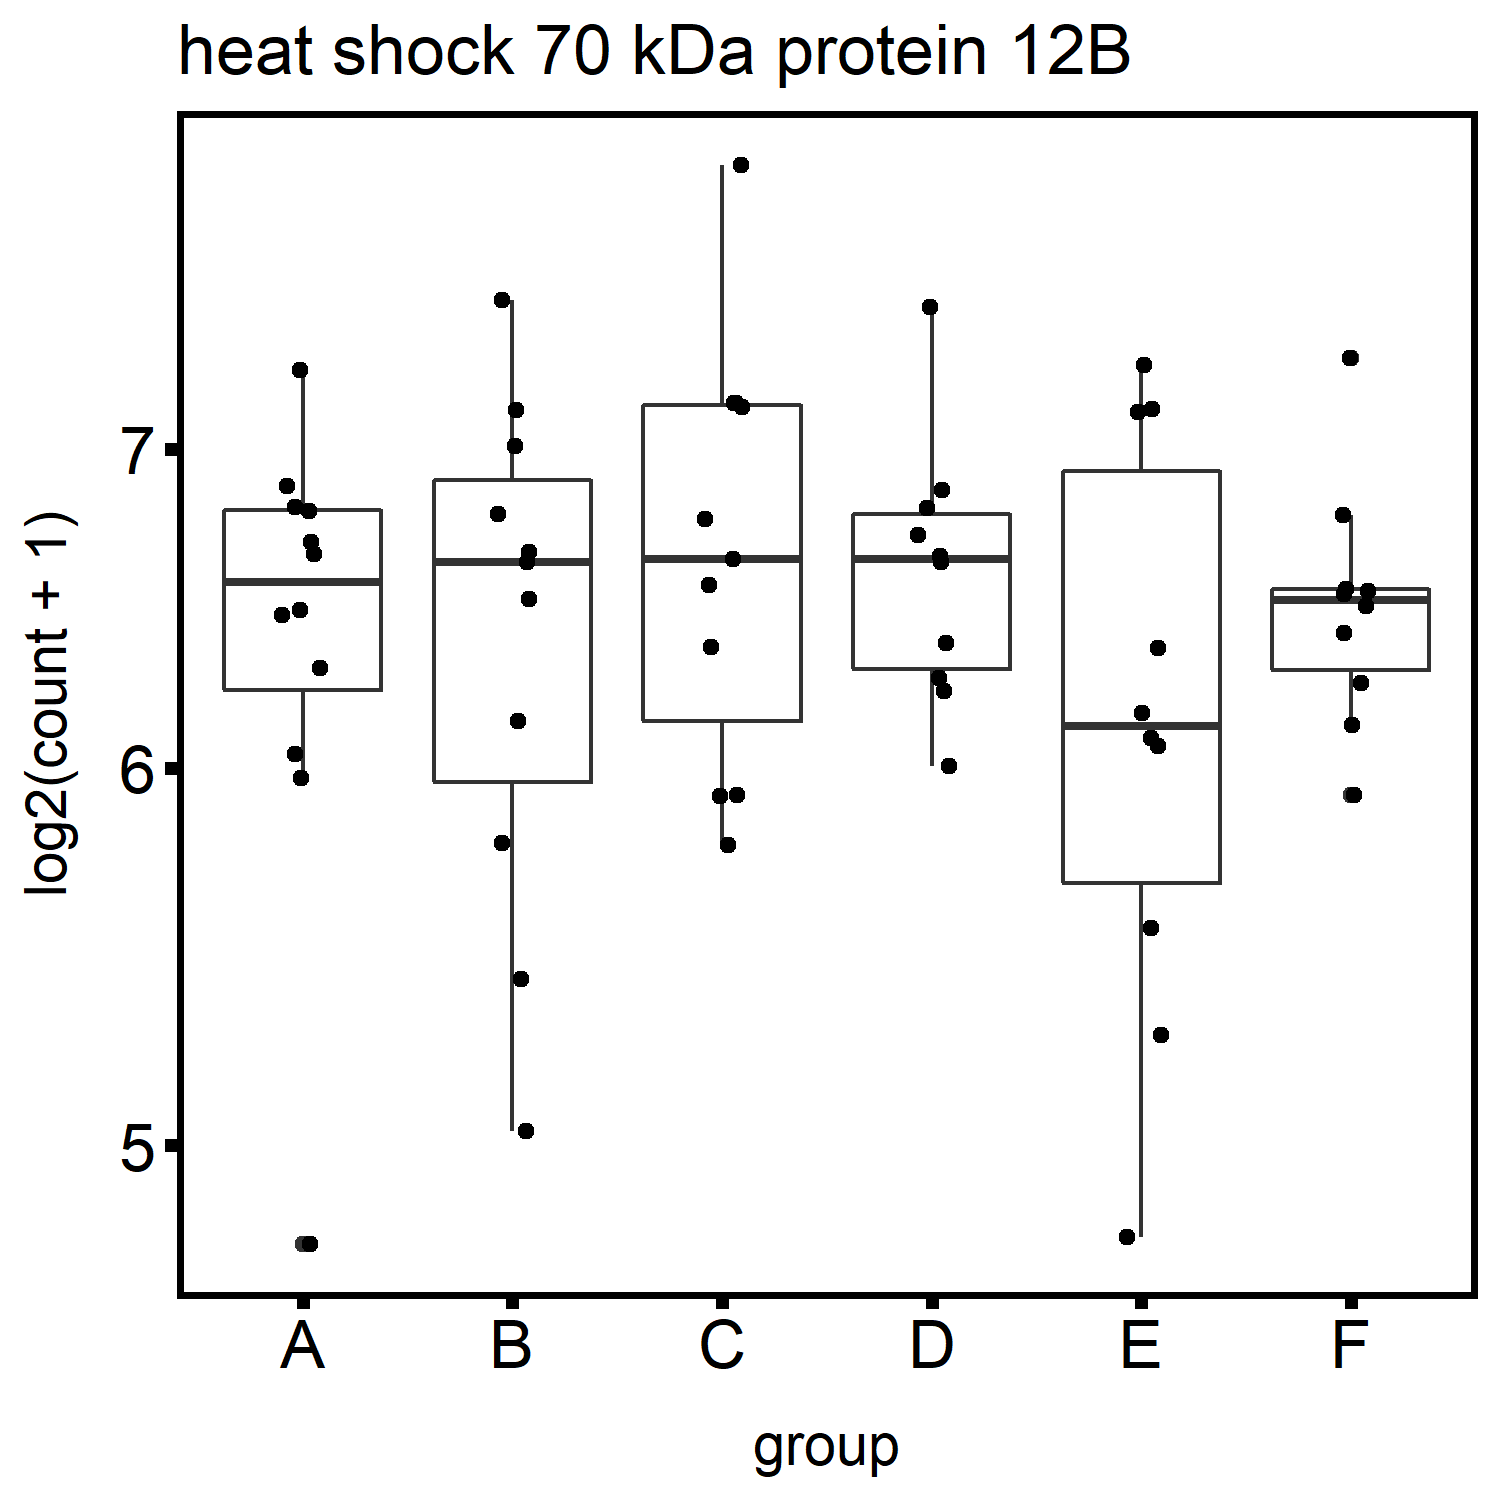 heat shock 70 kDa protein 12B
log2(count + 1)
7
6
5
A B C D E F
group